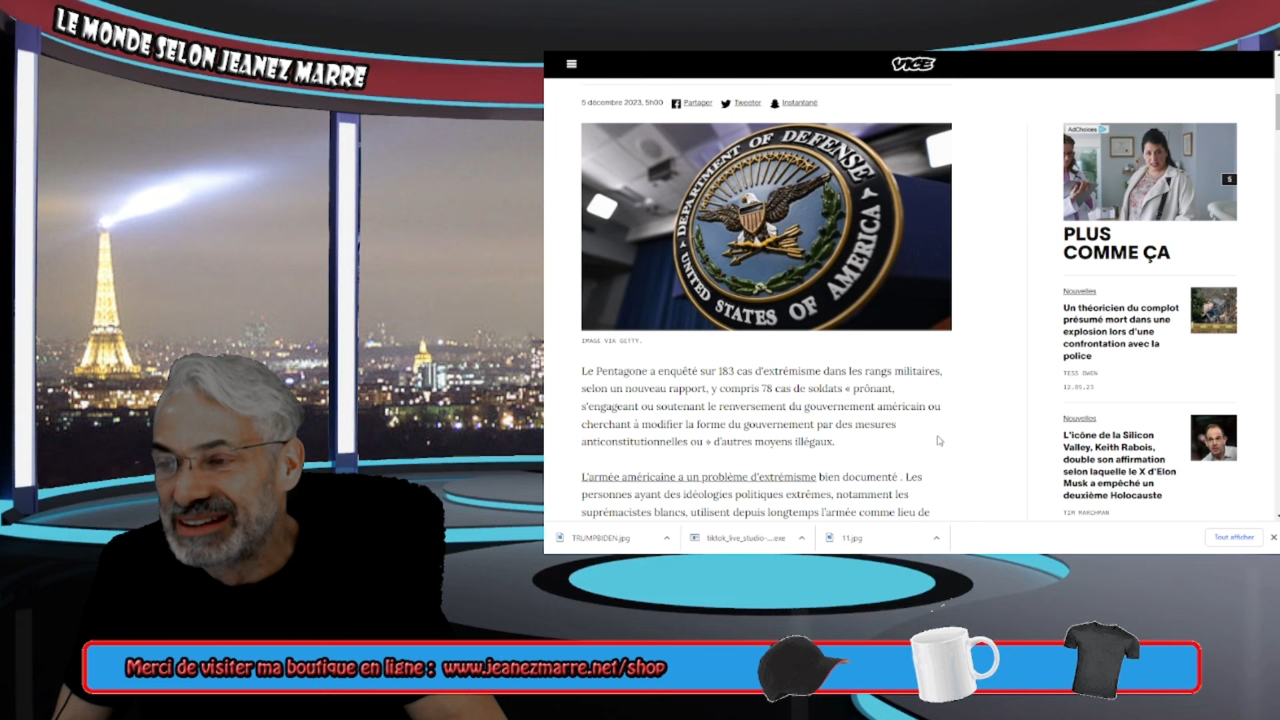 LE MONDE SELON JEANEZ MARRE
VICE
5 décembre 2023, 5h00 Partager Tweeter Instantané
DEPARTMENT OF DEFENSE
UNITED STATES OF AMERICA
IMAGE VIA GETTY.
Le Pentagone a enquêté sur 183 cas d'extrémisme dans les rangs militaires,
selon un nouveau rapport, y compris 78 cas de soldats « prônant,
s'engageant ou soutenant le renversement du gouvernement américain ou
cherchant à modifier la forme du gouvernement par des mesures
anticonstitutionnelles ou » d'autres moyens illégaux.
L'armée américaine a un problème d'extrémisme bien documenté . Les
personnes ayant des idéologies politiques extrêmes, notamment les
suprémacistes blancs, utilisent depuis longtemps l'armée comme lieu de
AdChoices
5
PLUS
COMME ÇA
Nouvelles
Un théoricien du complot
présumé mort dans une
explosion lors d'une
confrontation avec la
police
TESS OWEN
12.05.23
Nouvelles
L'icône de la Silicon
Valley, Keith Rabois,
double son affirmation
selon laquelle le X d'Elon
Musk a empêché un
deuxième Holocauste
TIM MARCHMAN
TRUMPBIDEN.jpg
tiktok_live_studio-....exe
11.jpg
Tout afficher
Merci de visiter ma boutique en ligne : www.jeanezmarre.net/shop